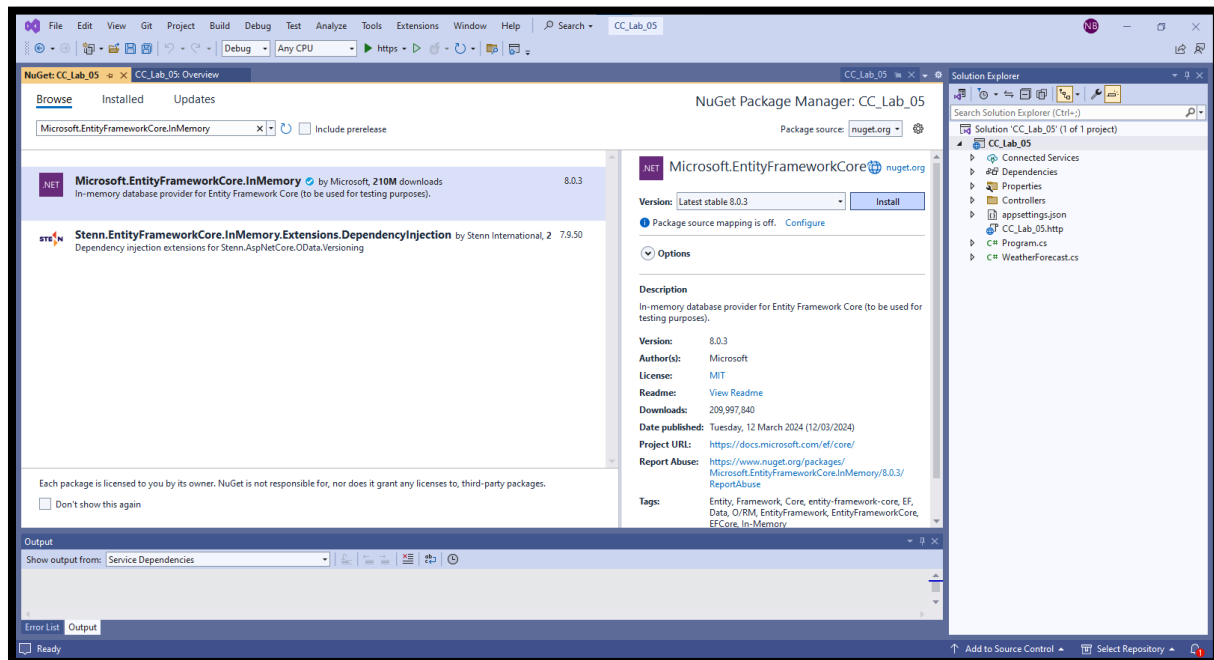 File Edit View Git Project Build Debug Test Analyze Tools Extensions Window Help Search CC_Lab_05 NB
Debug Any CPU https
NuGet: CC_Lab_05 CC_Lab_05: Overview CC_Lab_05
Browse Installed Updates NuGet Package Manager: CC_Lab_05
Microsoft.EntityFrameworkCore.InMemory Include prerelease Package source: nuget.org
.NET Microsoft.EntityFrameworkCore.InMemory by Microsoft, 210M downloads 8.0.3
In-memory database provider for Entity Framework Core (to be used for testing purposes).
STENN Stenn.EntityFrameworkCore.InMemory.Extensions.DependencyInjection by Stenn International, 2 7.9.50
Dependency injection extensions for Stenn.AspNetCore.OData.Versioning
Each package is licensed to you by its owner. NuGet is not responsible for, nor does it grant any licenses to, third-party packages.
Don't show this again
.NET Microsoft.EntityFrameworkCore nuget.org
Version: Latest stable 8.0.3 Install
Package source mapping is off. Configure
Options
Description
In-memory database provider for Entity Framework Core (to be used for
testing purposes).
Version: 8.0.3
Author(s): Microsoft
License: MIT
Readme: View Readme
Downloads: 209,997,840
Date published: Tuesday, 12 March 2024 (12/03/2024)
Project URL: https://docs.microsoft.com/ef/core/
Report Abuse: https://www.nuget.org/packages/
Microsoft.EntityFrameworkCore.InMemory/8.0.3/
ReportAbuse
Tags: Entity, Framework, Core, entity-framework-core, EF,
Data, O/RM, EntityFramework, EntityFrameworkCore,
EFCore, In-Memory
Solution Explorer
Search Solution Explorer (Ctrl+;)
Solution 'CC_Lab_05' (1 of 1 project)
CC_Lab_05
Connected Services
Dependencies
Properties
Controllers
appsettings.json
CC_Lab_05.http
C# Program.cs
C# WeatherForecast.cs
Output
Show output from: Service Dependencies
Error List Output
Ready Add to Source Control Select Repository 1